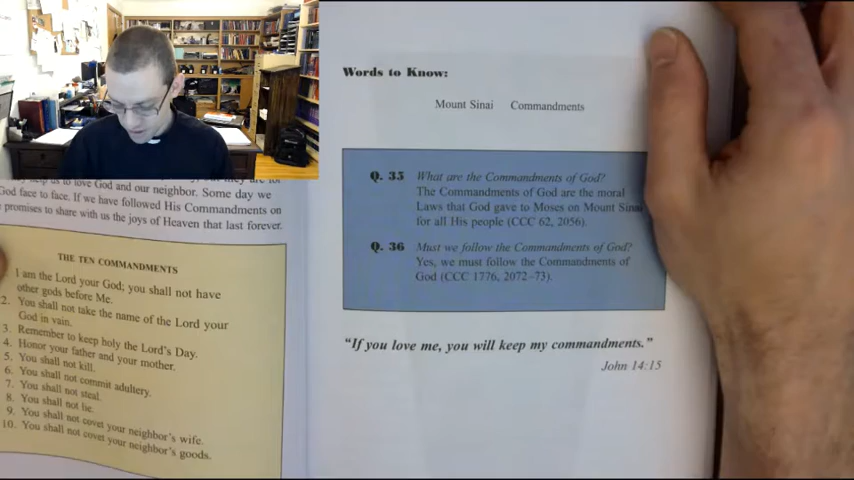 us to love God and our neighbor. Some day we
God face to face. If we have followed His Commandments on
promises to share with us the joys of Heaven that last forever.
THE TEN COMMANDMENTS
I am the Lord your God; you shall not have
other gods before Me.
2. You shall not take the name of the Lord your
God in vain.
3. Remember to keep holy the Lord's Day.
4. Honor your father and your mother.
5. You shall not kill.
6. You shall not commit adultery.
7. You shall not steal.
8. You shall not lie.
9. You shall not covet your neighbor's wife.
10. You shall not covet your neighbor's goods.
Words to Know:
Mount Sinai Commandments
Q. 35 What are the Commandments of God?
The Commandments of God are the moral
Laws that God gave to Moses on Mount Sinai
for all His people (CCC 62, 2056).
Q. 36 Must we follow the Commandments of God?
Yes, we must follow the Commandments of
God (CCC 1776, 2072–73).
"If you love me, you will keep my commandments."
John 14:15